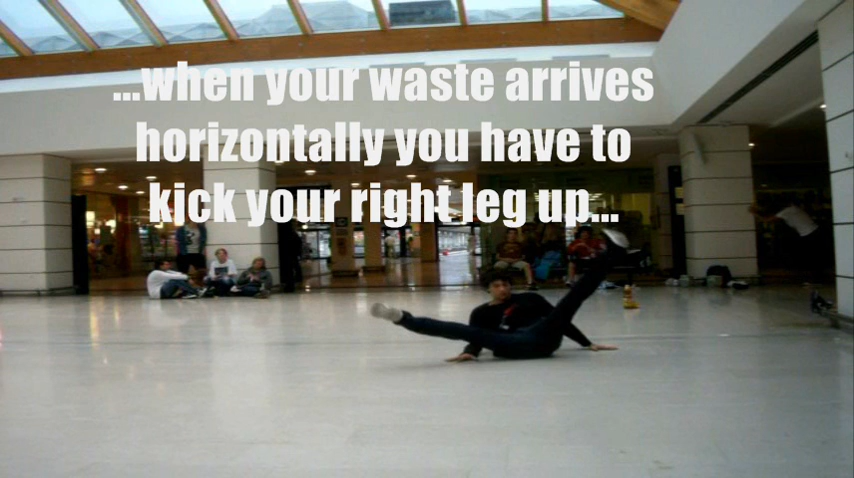 ...when your waste arrives
horizontally you have to
kick your right leg up...